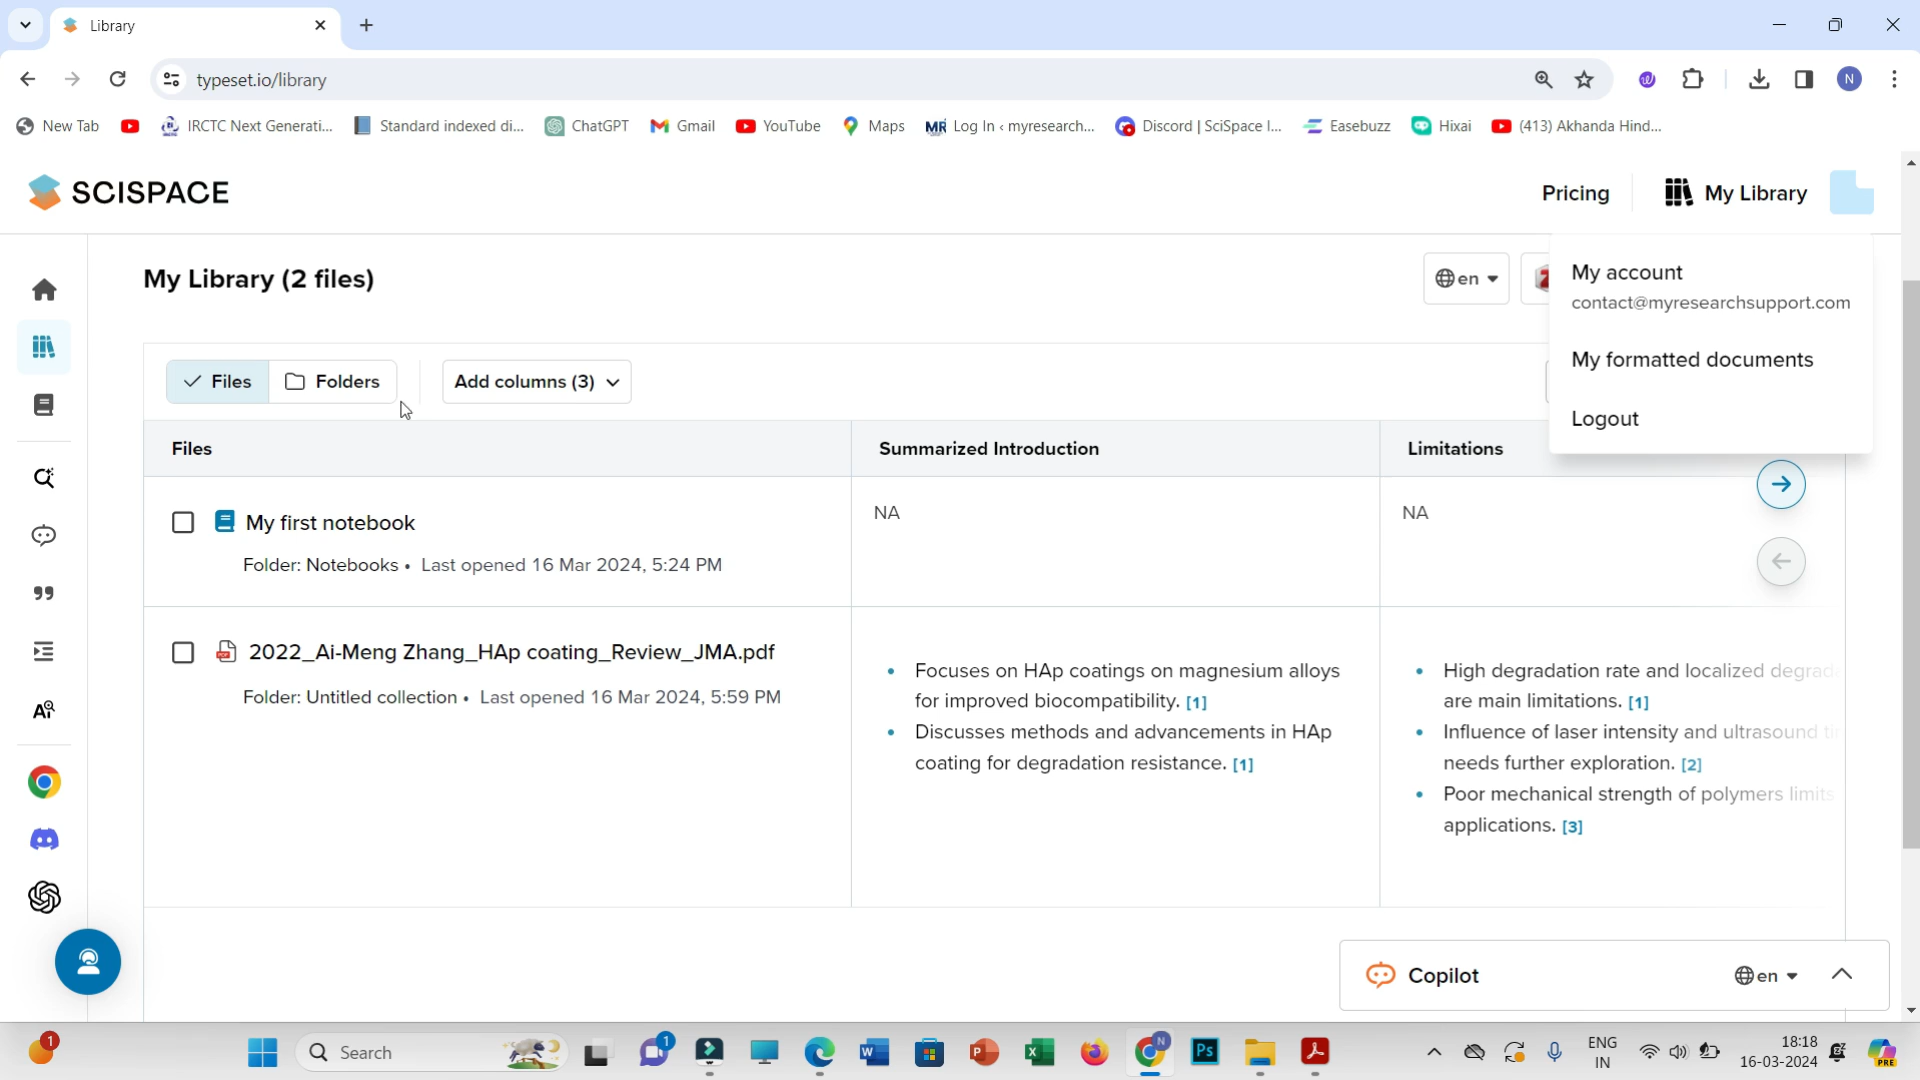 Library
typeset.io/library
N
New Tab
IRCTC Next Generati...
Standard indexed di...
ChatGPT
Gmail
YouTube
Maps
MR Log In ‹ myresearch...
Discord | SciSpace I...
Easebuzz
Hixai
(413) Akhanda Hind...
SCISPACE
Pricing
My Library
My Library (2 files)
en
My account
contact@myresearchsupport.com
My formatted documents
Logout
Files
Folders
Add columns (3)
Files
Summarized Introduction
Limitations
My first notebook
Folder: Notebooks • Last opened 16 Mar 2024, 5:24 PM
NA
NA
2022_Ai-Meng Zhang_HAp coating_Review_JMA.pdf
Folder: Untitled collection • Last opened 16 Mar 2024, 5:59 PM
• Focuses on HAp coatings on magnesium alloys
for improved biocompatibility. [1]
• Discusses methods and advancements in HAp
coating for degradation resistance. [1]
• High degradation rate and localized degrada
are main limitations. [1]
• Influence of laser intensity and ultrasound
needs further exploration. [2]
• Poor mechanical strength of polymers limits
applications. [3]
Copilot
en
1
Search
1
N
Ps
ENG
IN
18:18
16-03-2024
PRE